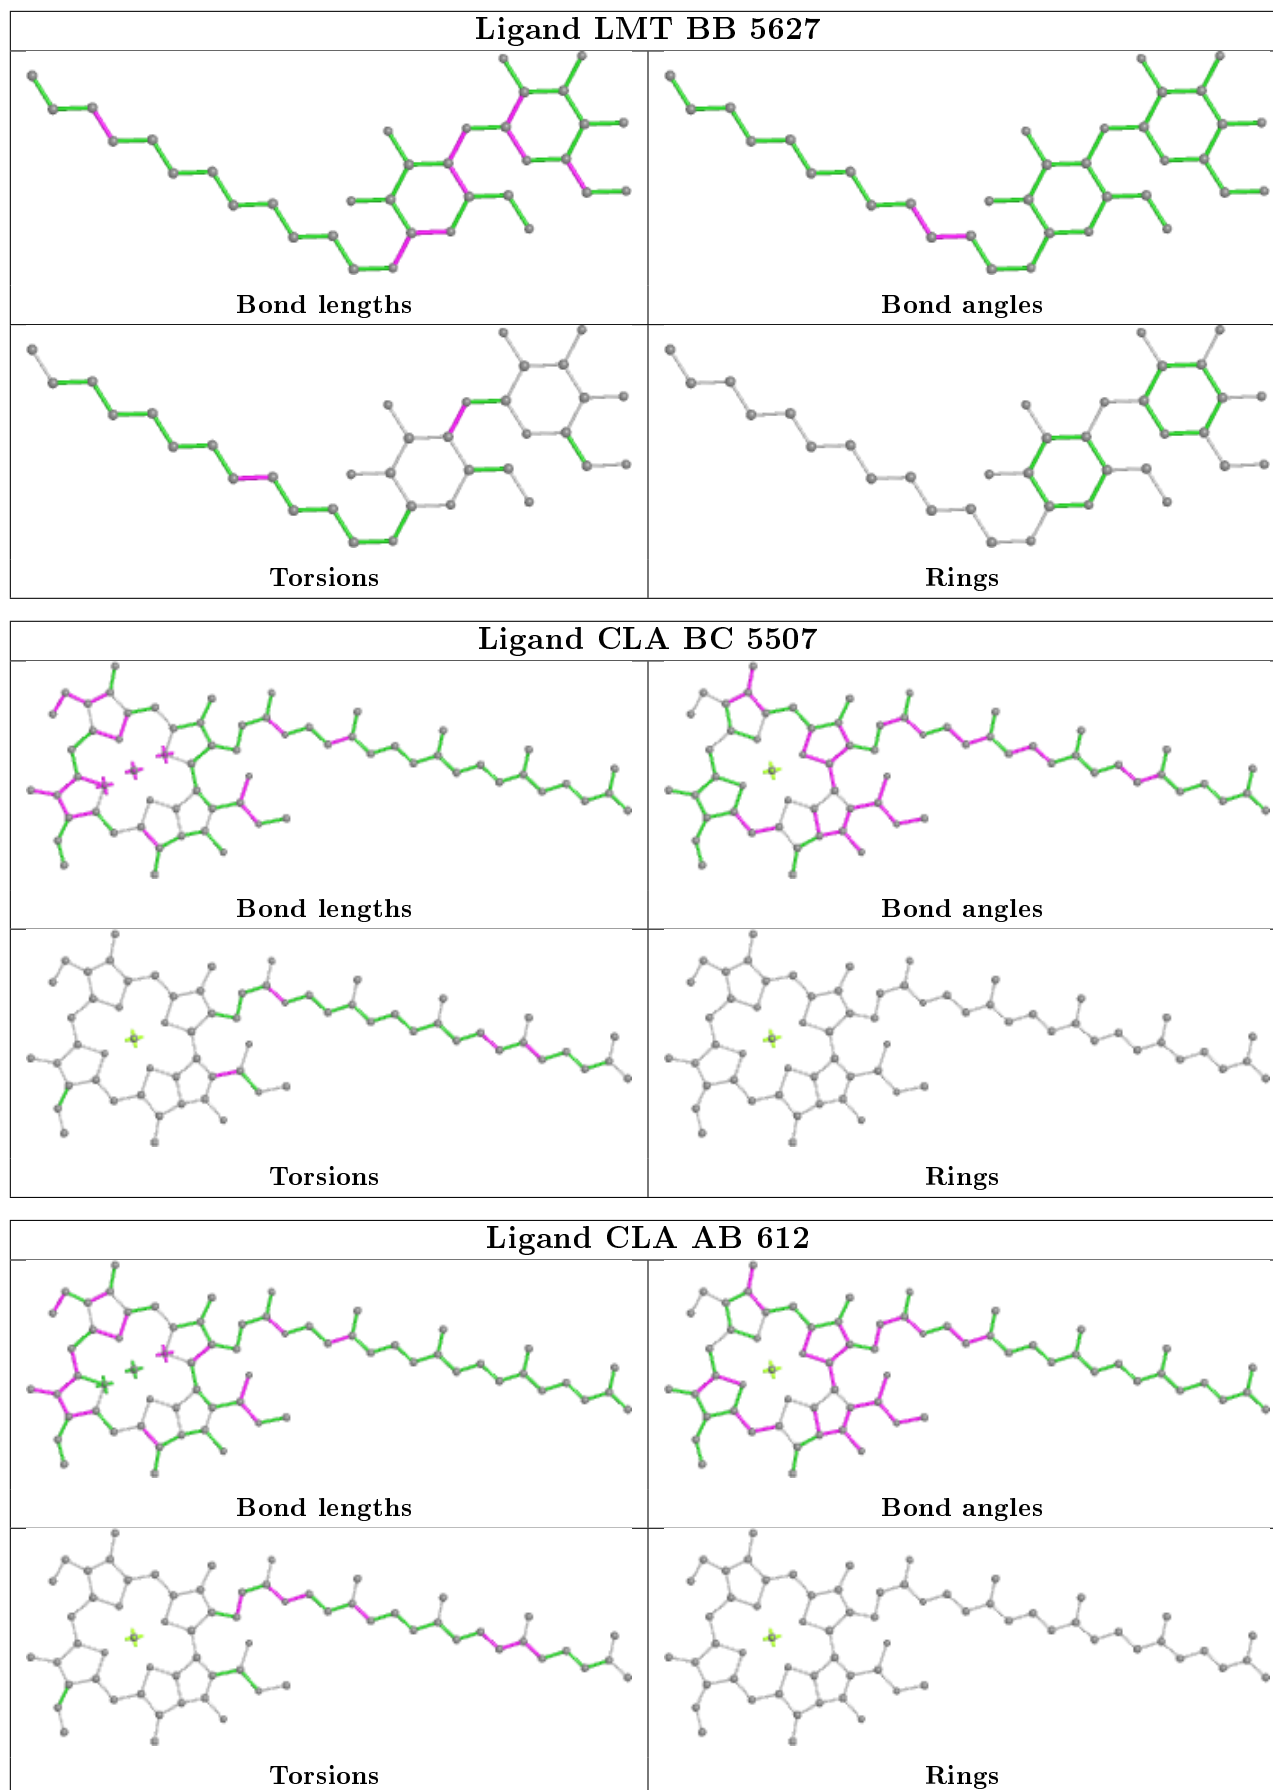 Ligand LMT BB 5627
Bond lengths
Bond angles
Torsions
Rings
Ligand CLA BC 5507
Bond lengths
Bond angles
Torsions
Rings
Ligand CLA AB 612
Bond lengths
Bond angles
Torsions
Rings